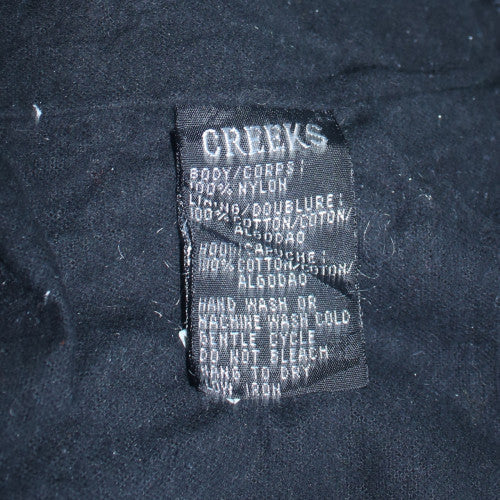 CREEKS
BODY/CORPS:
100% NYLON
LINING/DOUBLURE:
100% COTTON/COTON/
ALGODAO
HOOD/CAPUCHE:
100% COTTON/COTON/
ALGODAO
HAND WASH OR
MACHINE WASH COLD
GENTLE CYCLE
DO NOT BLEACH
HANG TO DRY
LOW IRON